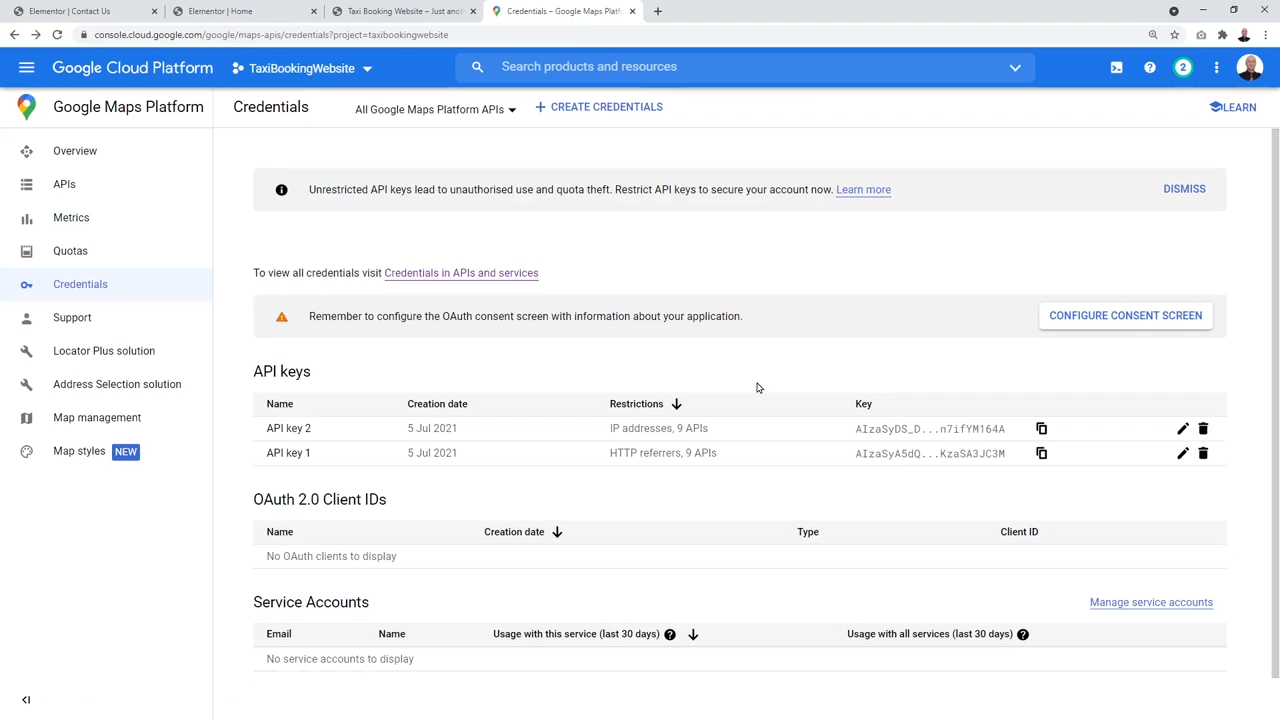 Elementor | Contact Us
Elementor | Home
Taxi Booking Website – Just anot
Credentials – Google Maps Platf
console.cloud.google.com/google/maps-apis/credentials?project=taxibookingwebsite
Google Cloud Platform
TaxiBookingWebsite
Search products and resources
2
Google Maps Platform
Credentials
All Google Maps Platform APIs
CREATE CREDENTIALS
LEARN
Overview
APIs
Metrics
Quotas
Credentials
Support
Locator Plus solution
Address Selection solution
Map management
Map styles NEW
Unrestricted API keys lead to unauthorised use and quota theft. Restrict API keys to secure your account now. Learn more
DISMISS
To view all credentials visit Credentials in APIs and services
Remember to configure the OAuth consent screen with information about your application.
CONFIGURE CONSENT SCREEN
API keys
Name Creation date Restrictions Key
API key 2 5 Jul 2021 IP addresses, 9 APIs AIzaSyDS_D...n7ifYM164A
API key 1 5 Jul 2021 HTTP referrers, 9 APIs AIzaSyA5dQ...KzaSA3JC3M
OAuth 2.0 Client IDs
Name Creation date Type Client ID
No OAuth clients to display
Service Accounts
Manage service accounts
Email Name Usage with this service (last 30 days) Usage with all services (last 30 days)
No service accounts to display